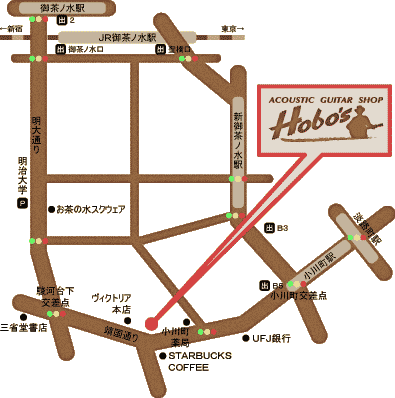 御茶ノ水駅
出2
←新宿
東京→
JR御茶ノ水駅
出
御茶ノ水口
出
聖橋口
ACOUSTIC GUITAR SHOP
Hobo's
明大通り
新御茶ノ水駅
明治大学
P
お茶の水スクウェア
淡路町駅
出B3
小川町駅
出B5
小川町交差点
駿河台下
交差点
ヴィクトリア
本店
三省堂書店
靖国通り
小川町
薬局
UFJ銀行
STARBUCKS
COFFEE